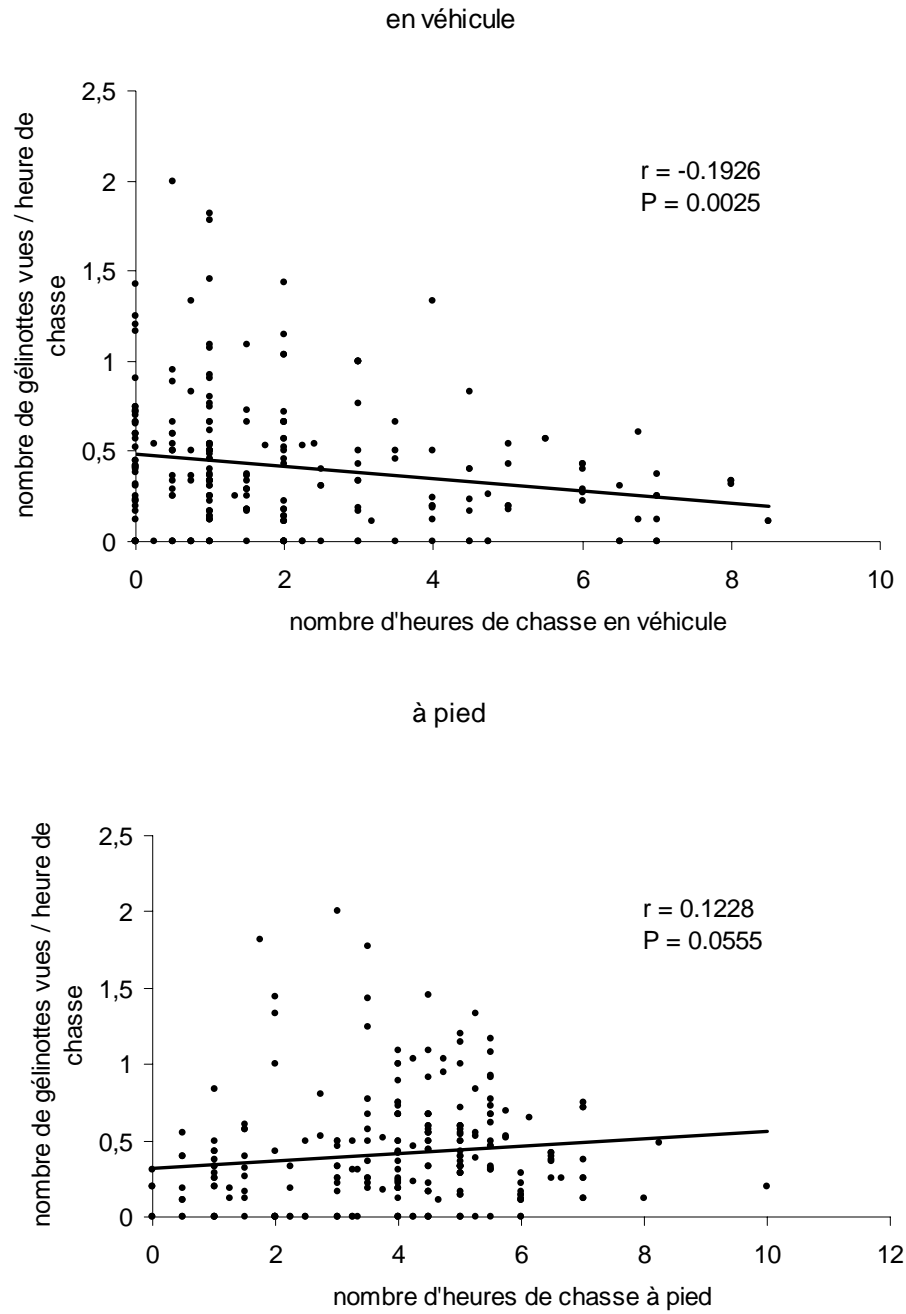 en véhicule
nombre de gélinottes vues / heure de
chasse
2,5
2
1,5
1
0,5
0
r = -0.1926
P = 0.0025
0 2 4 6 8 10
nombre d'heures de chasse en véhicule
à pied
nombre de gélinottes vues / heure de
chasse
2,5
2
1,5
1
0,5
0
r = 0.1228
P = 0.0555
0 2 4 6 8 10 12
nombre d'heures de chasse à pied